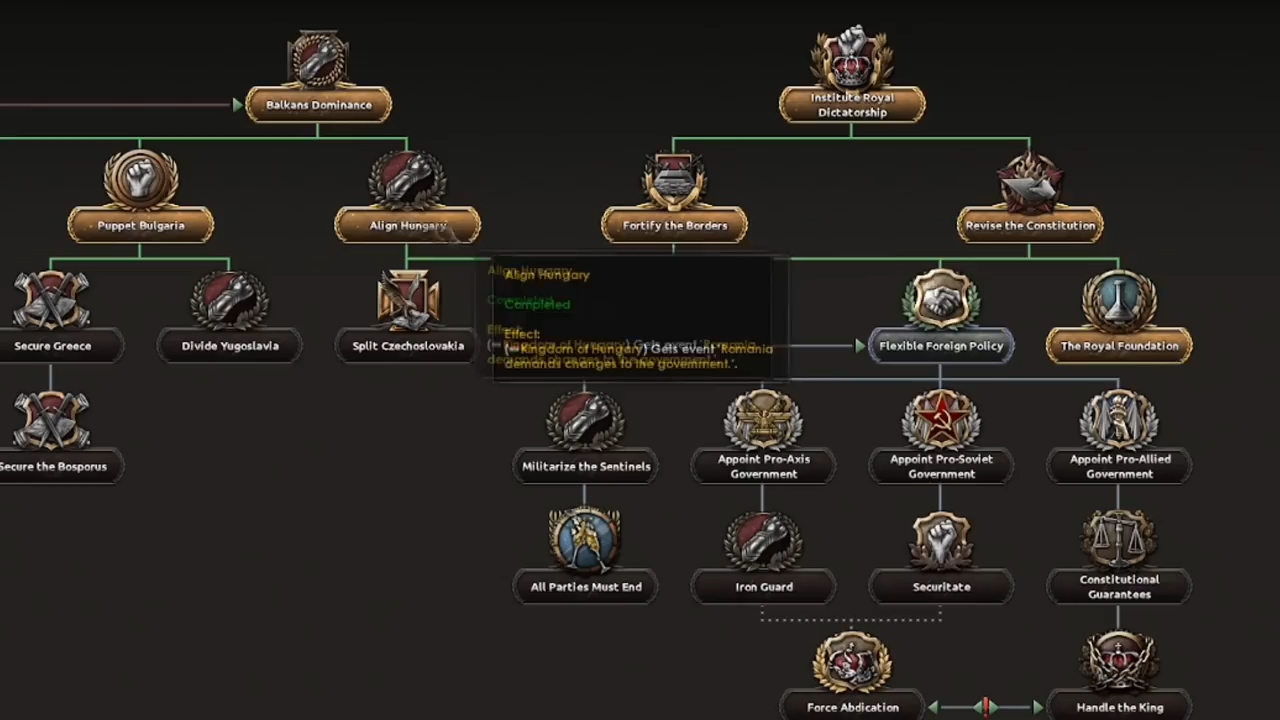 Balkans Dominance
Institute Royal
Dictatorship
Puppet Bulgaria
Align Hungary
Fortify the Borders
Revise the Constitution
Align Hungary
Completed
Effect:
(Kingdom of Hungary) Gets event 'Romania
demands changes to the government.'.
Secure Greece
Divide Yugoslavia
Split Czechoslovakia
Flexible Foreign Policy
The Royal Foundation
Secure the Bosporus
Militarize the Sentinels
Appoint Pro-Axis
Government
Appoint Pro-Soviet
Government
Appoint Pro-Allied
Government
All Parties Must End
Iron Guard
Securitate
Constitutional
Guarantees
Force Abdication
Handle the King